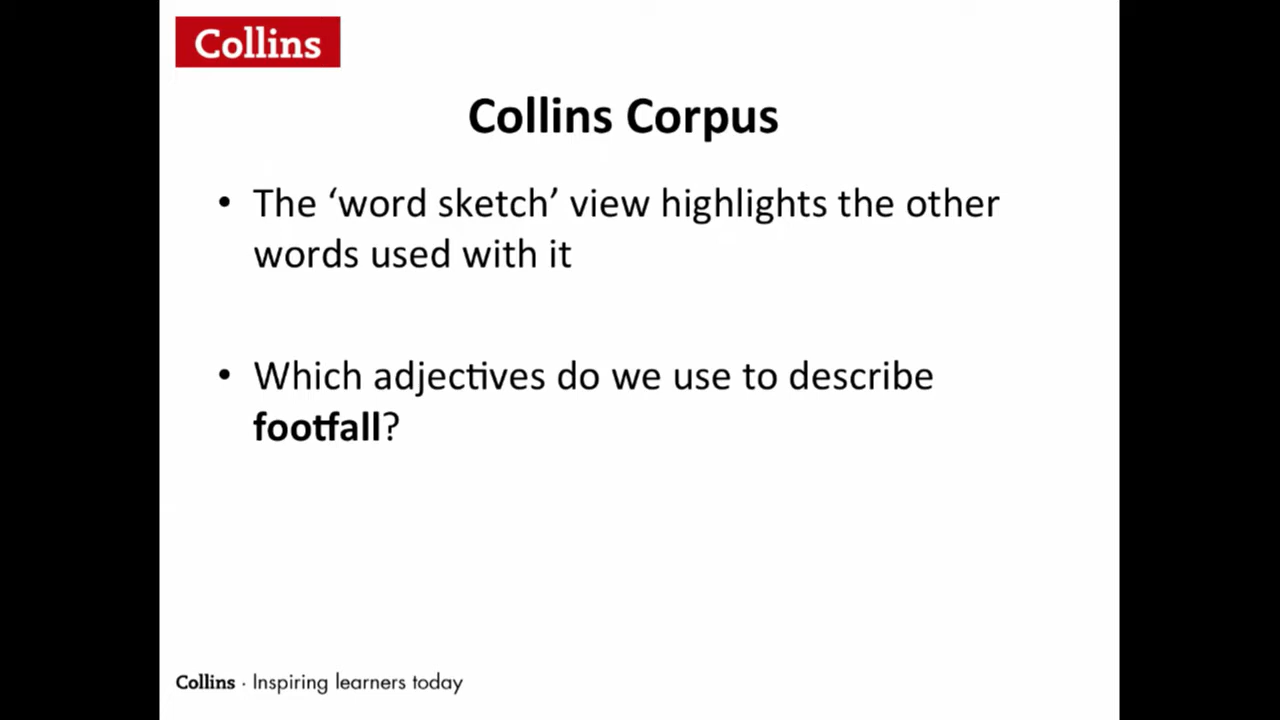 Collins
Collins Corpus
• The ‘word sketch’ view highlights the other
words used with it
• Which adjectives do we use to describe
footfall?
Collins · Inspiring learners today